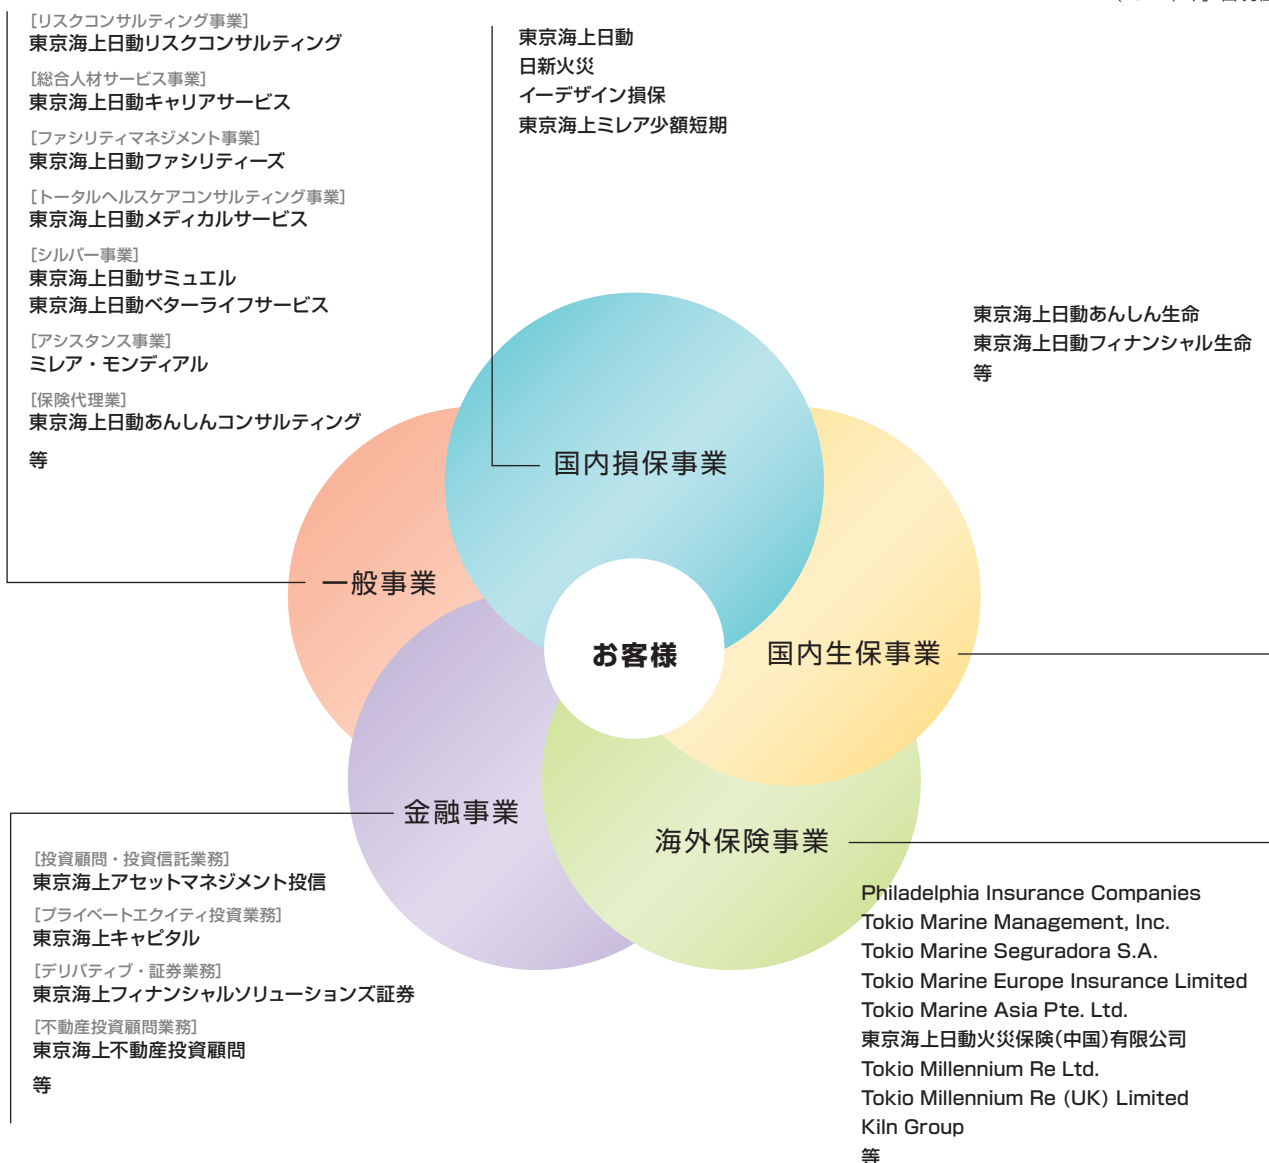 [リスクコンサルティング事業]
東京海上日動リスクコンサルティング
[総合人材サービス事業]
東京海上日動キャリアサービス
[ファシリティマネジメント事業]
東京海上日動ファシリティーズ
[トータルヘルスケアコンサルティング事業]
東京海上日動メディカルサービス
[シルバー事業]
東京海上日動サミュエル
東京海上日動ベターライフサービス
[アシスタンス事業]
ミレア・モンディアル
[保険代理業]
東京海上日動あんしんコンサルティング
等
東京海上日動
日新火災
イーデザイン損保
東京海上ミレア少額短期
東京海上日動あんしん生命
東京海上日動フィナンシャル生命
等
国内損保事業
一般事業
お客様
国内生保事業
金融事業
海外保険事業
[投資顧問・投資信託業務]
東京海上アセットマネジメント投信
[プライベートエクイティ投資業務]
東京海上キャピタル
[デリバティブ・証券業務]
東京海上フィナンシャルソリューションズ証券
[不動産投資顧問業務]
東京海上不動産投資顧問
等
Philadelphia Insurance Companies
Tokio Marine Management, Inc.
Tokio Marine Seguradora S.A.
Tokio Marine Europe Insurance Limited
Tokio Marine Asia Pte. Ltd.
東京海上日動火災保険(中国)有限公司
Tokio Millennium Re Ltd.
Tokio Millennium Re (UK) Limited
Kiln Group
等